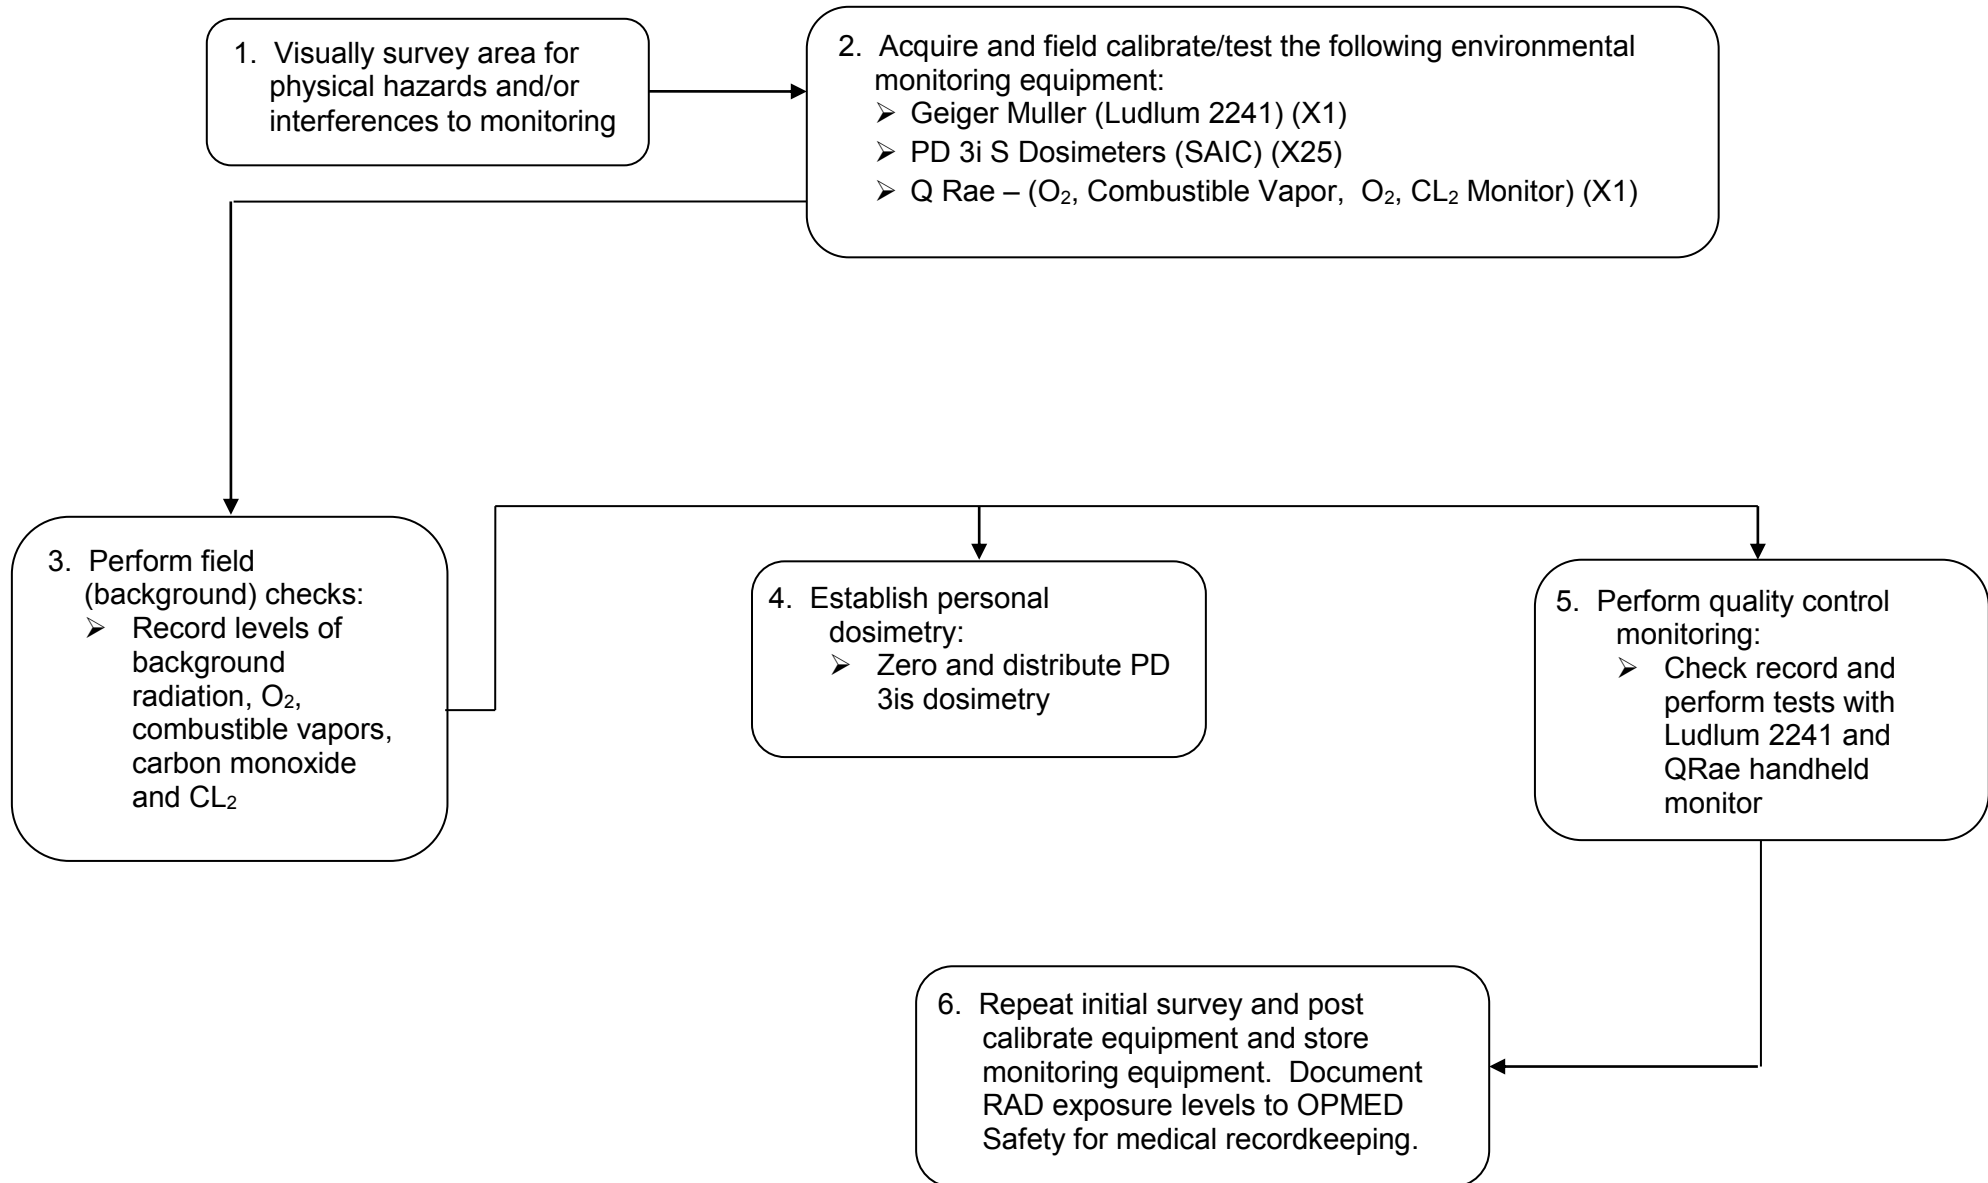 1. Visually survey area for
physical hazards and/or
interferences to monitoring
2. Acquire and field calibrate/test the following environmental
monitoring equipment:
➢ Geiger Muller (Ludlum 2241) (X1)
➢ PD 3i S Dosimeters (SAIC) (X25)
➢ Q Rae – (O₂, Combustible Vapor, O₂, CL₂ Monitor) (X1)
3. Perform field
(background) checks:
➢ Record levels of
background
radiation, O₂,
combustible vapors,
carbon monoxide
and CL₂
4. Establish personal
dosimetry:
➢ Zero and distribute PD
3is dosimetry
5. Perform quality control
monitoring:
➢ Check record and
perform tests with
Ludlum 2241 and
QRae handheld
monitor
6. Repeat initial survey and post
calibrate equipment and store
monitoring equipment. Document
RAD exposure levels to OPMED
Safety for medical recordkeeping.